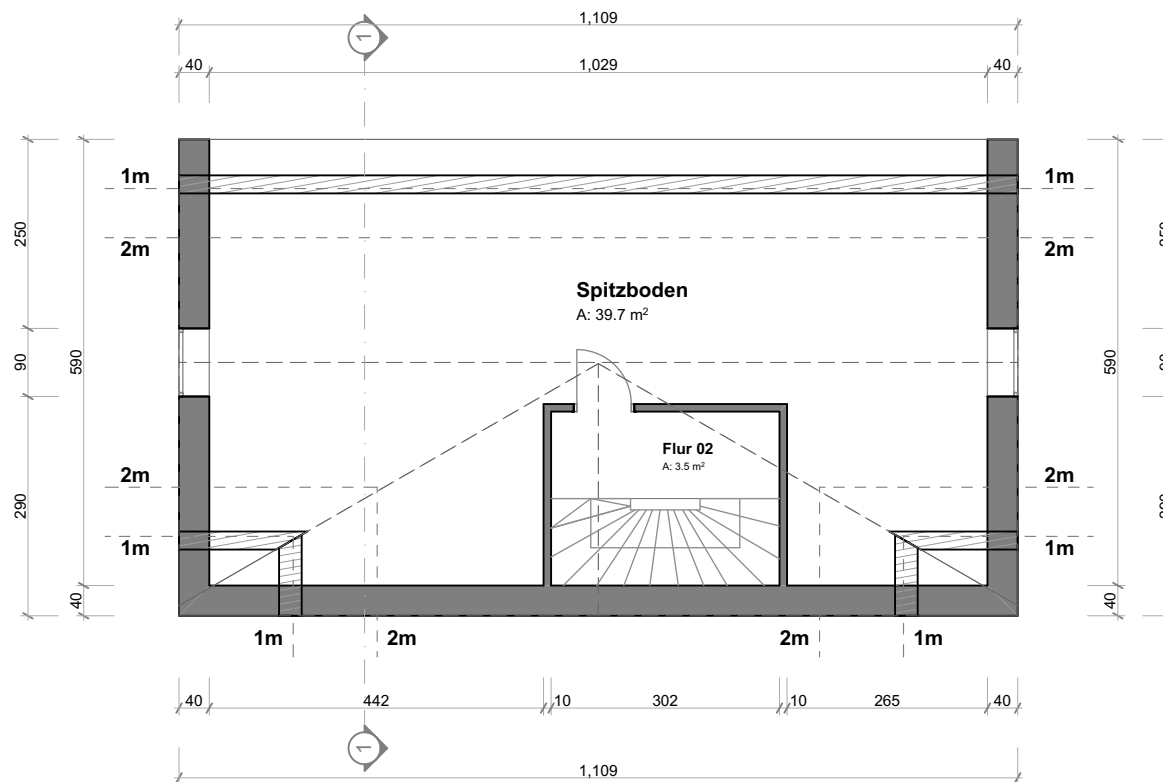 1,109
1
40 1,029 40
1m 1m
2m 2m
250
90
290
590
40
590
40
Spitzboden
A: 39.7 m²
Flur 02
A: 3.5 m²
2m 2m
1m 1m
1m 2m 2m 1m
40 442 10 302 10 265 40
1
1,109